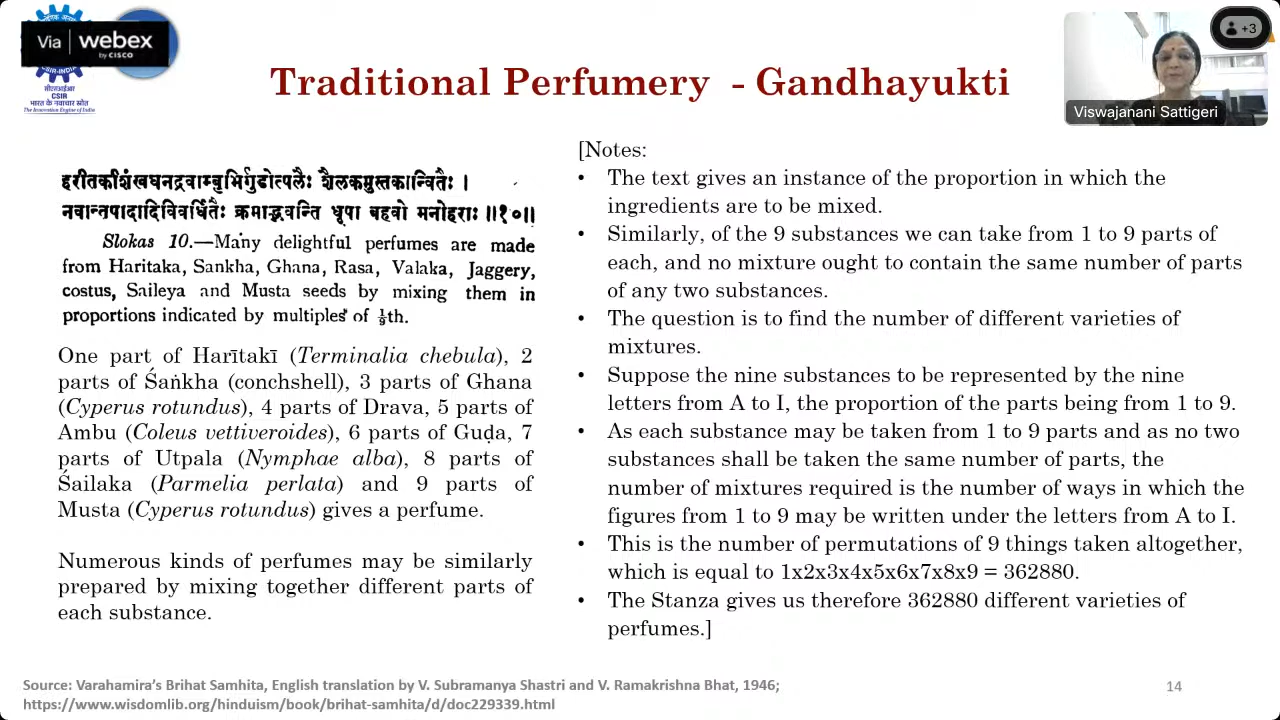 Via webex
by CISCO
CSIR-INDIA
सीएसआईआर
भारत के नवाचार स्रोत
CSIR
The Innovation Engine of India
+3
Viswajanani Sattigeri
Traditional Perfumery - Gandhayukti
हरीतकीशंखघनद्रवाम्बुभिर्गुडोत्पलैः शैलकमुस्तकान्वितैः ।
नवान्तपादादिविवर्धितैः क्रमाद्भवन्ति धूपा बहवो मनोहराः ॥१०॥
Slokas 10.—Many delightful perfumes are made
from Haritaka, Sankha, Ghana, Rasa, Valaka, Jaggery,
costus, Saileya and Musta seeds by mixing them in
proportions indicated by multiples of ⅑th.
One part of Harītakī (Terminalia chebula), 2
parts of Śaṅkha (conchshell), 3 parts of Ghana
(Cyperus rotundus), 4 parts of Drava, 5 parts of
Ambu (Coleus vettiveroides), 6 parts of Guḍa, 7
parts of Utpala (Nymphae alba), 8 parts of
Śailaka (Parmelia perlata) and 9 parts of
Musta (Cyperus rotundus) gives a perfume.
Numerous kinds of perfumes may be similarly
prepared by mixing together different parts of
each substance.
[Notes:
• The text gives an instance of the proportion in which the
ingredients are to be mixed.
• Similarly, of the 9 substances we can take from 1 to 9 parts of
each, and no mixture ought to contain the same number of parts
of any two substances.
• The question is to find the number of different varieties of
mixtures.
• Suppose the nine substances to be represented by the nine
letters from A to I, the proportion of the parts being from 1 to 9.
• As each substance may be taken from 1 to 9 parts and as no two
substances shall be taken the same number of parts, the
number of mixtures required is the number of ways in which the
figures from 1 to 9 may be written under the letters from A to I.
• This is the number of permutations of 9 things taken altogether,
which is equal to 1x2x3x4x5x6x7x8x9 = 362880.
• The Stanza gives us therefore 362880 different varieties of
perfumes.]
Source: Varahamira’s Brihat Samhita, English translation by V. Subramanya Shastri and V. Ramakrishna Bhat, 1946;
https://www.wisdomlib.org/hinduism/book/brihat-samhita/d/doc229339.html
14